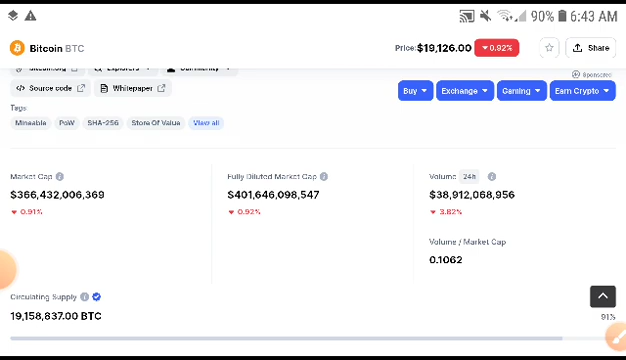 90% 6:43 AM
Bitcoin BTC
Price: $19,126.00 ▾ 0.92%
Share
Community
Sponsored
Source code
Whitepaper
Buy Exchange Gaming Earn Crypto
Tags
Mineable PoW SHA-256 Store Of Value View all
Market Cap
$366,432,006,369
▾ 0.91%
Fully Diluted Market Cap
$401,646,098,547
▾ 0.92%
Volume 24h
$38,912,068,956
▾ 3.82%
Volume / Market Cap
0.1062
Circulating Supply
19,158,837.00 BTC
91%